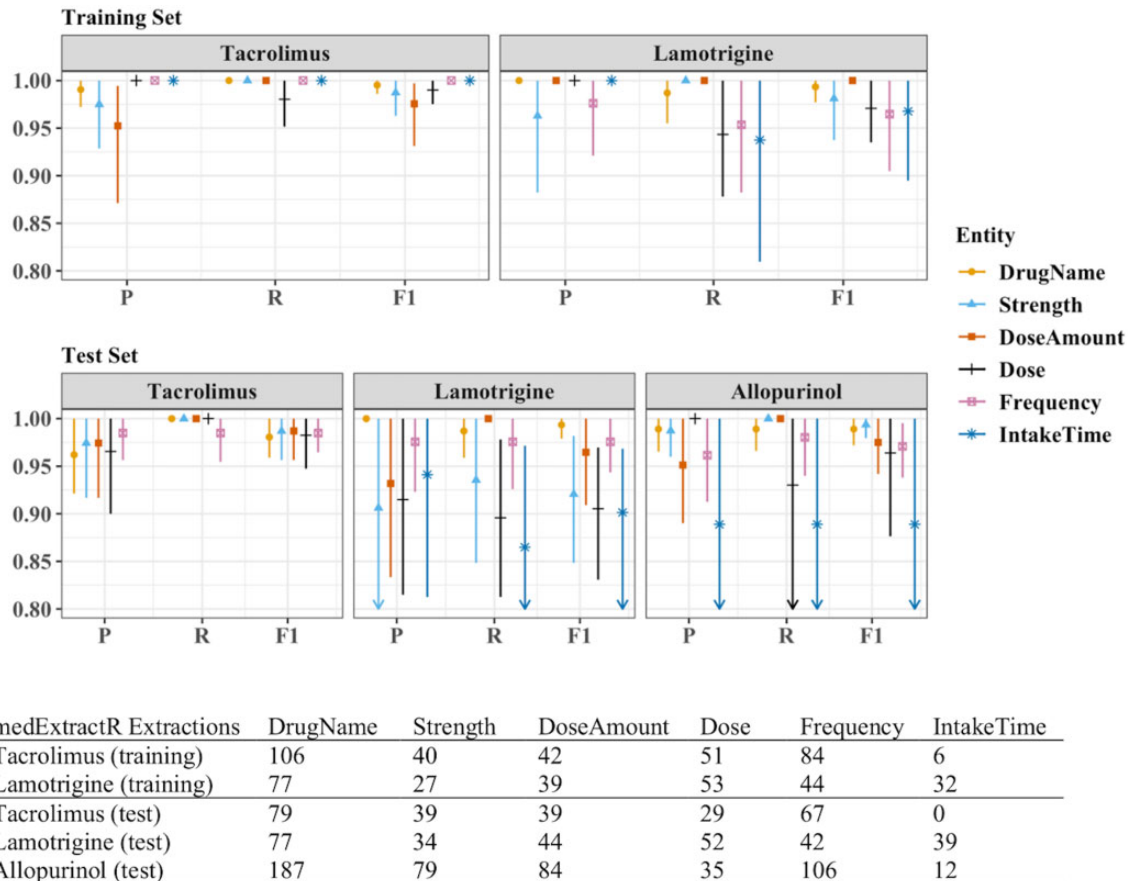 Training Set
Tacrolimus Lamotrigine
1.00
0.95
0.90
0.85
0.80
P R F1 P R F1
Entity
DrugName
Strength
DoseAmount
Dose
Frequency
IntakeTime
Test Set
Tacrolimus Lamotrigine Allopurinol
1.00
0.95
0.90
0.85
0.80
P R F1 P R F1 P R F1
medExtractR Extractions DrugName Strength DoseAmount Dose Frequency IntakeTime
Tacrolimus (training) 106 40 42 51 84 6
Lamotrigine (training) 77 27 39 53 44 32
Tacrolimus (test) 79 39 39 29 67 0
Lamotrigine (test) 77 34 44 52 42 39
Allopurinol (test) 187 79 84 35 106 12